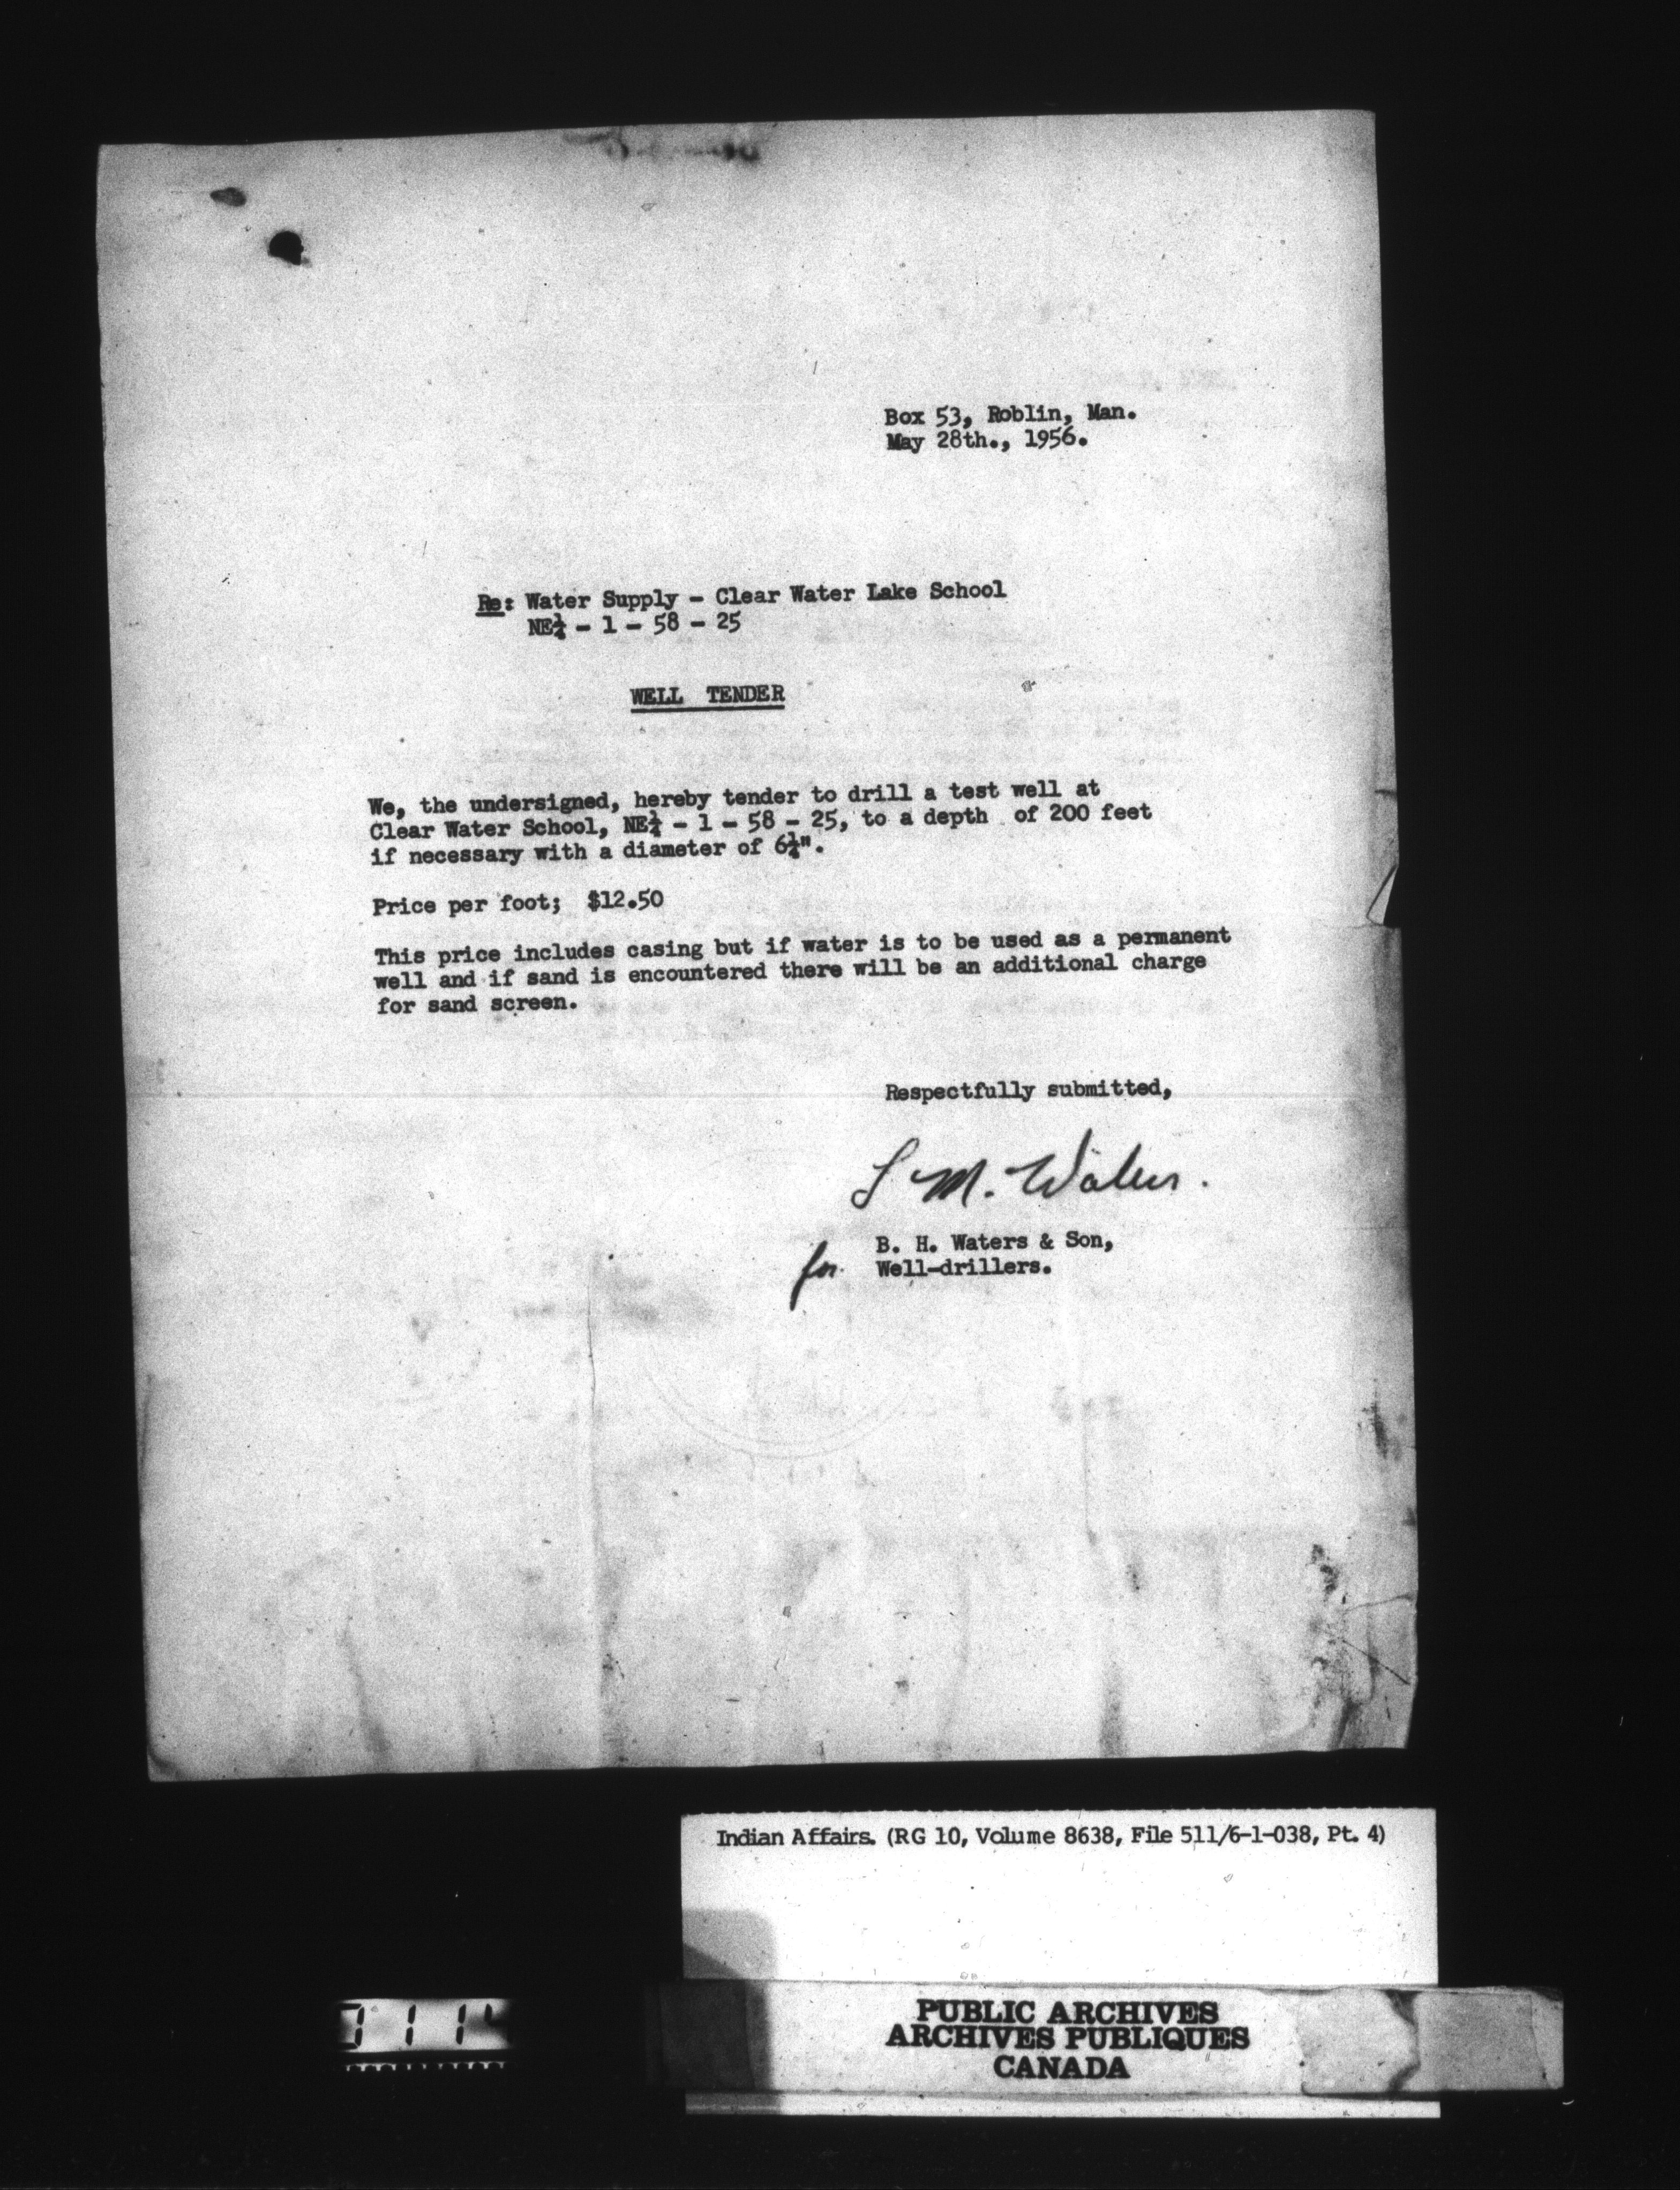 Box 53, Roblin, Man.
May 28th., 1956.
Re: Water Supply - Clear Water Lake School
NE¼ - 1 - 58 - 25
WELL TENDER
We, the undersigned, hereby tender to drill a test well at
Clear Water School, NE¼ - 1 - 58 - 25, to a depth of 200 feet
if necessary with a diameter of 6¼".
Price per foot; $12.50
This price includes casing but if water is to be used as a permanent
well and if sand is encountered there will be an additional charge
for sand screen.
Respectfully submitted,
L M. Waters.
B. H. Waters & Son,
for Well-drillers.
Indian Affairs. (RG 10, Volume 8638, File 511/6-1-038, Pt. 4)
PUBLIC ARCHIVES
ARCHIVES PUBLIQUES
CANADA